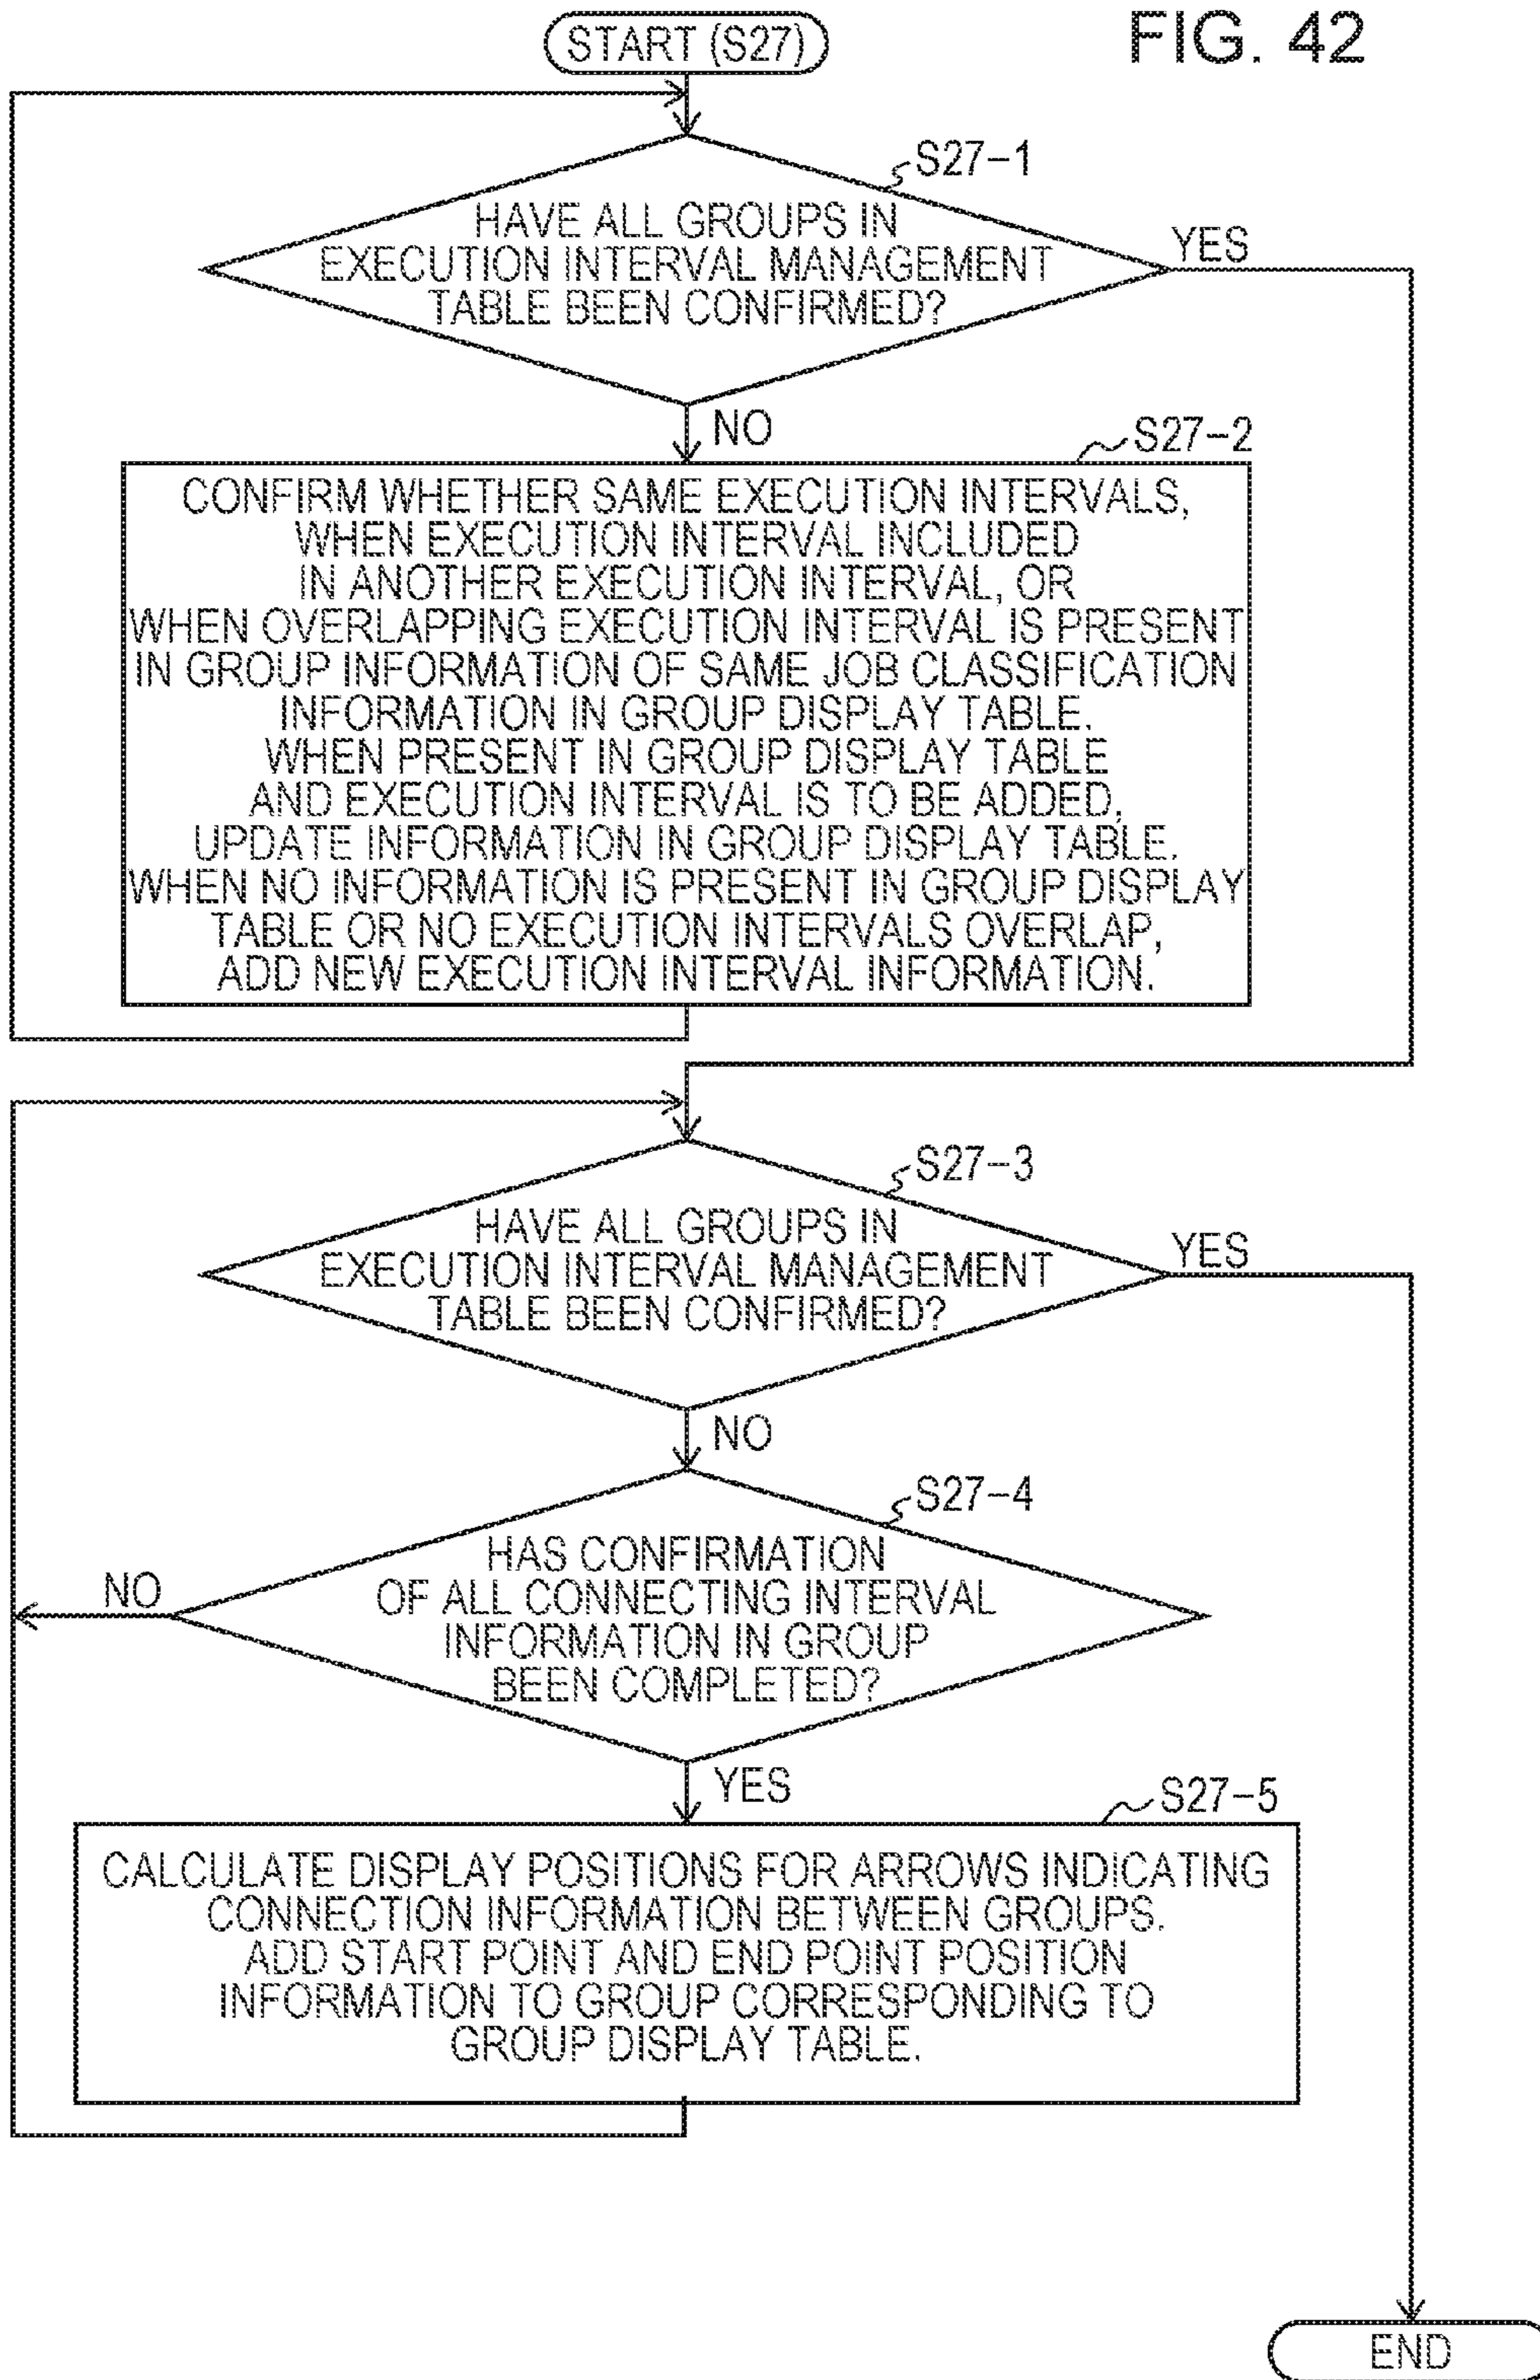 FIG. 42
START (S27)
S27-1
HAVE ALL GROUPS IN
EXECUTION INTERVAL MANAGEMENT
TABLE BEEN CONFIRMED?
YES
NO
S27-2
CONFIRM WHETHER SAME EXECUTION INTERVALS,
WHEN EXECUTION INTERVAL INCLUDED
IN ANOTHER EXECUTION INTERVAL, OR
WHEN OVERLAPPING EXECUTION INTERVAL IS PRESENT
IN GROUP INFORMATION OF SAME JOB CLASSIFICATION
INFORMATION IN GROUP DISPLAY TABLE.
WHEN PRESENT IN GROUP DISPLAY TABLE
AND EXECUTION INTERVAL IS TO BE ADDED,
UPDATE INFORMATION IN GROUP DISPLAY TABLE.
WHEN NO INFORMATION IS PRESENT IN GROUP DISPLAY
TABLE OR NO EXECUTION INTERVALS OVERLAP,
ADD NEW EXECUTION INTERVAL INFORMATION.
S27-3
HAVE ALL GROUPS IN
EXECUTION INTERVAL MANAGEMENT
TABLE BEEN CONFIRMED?
YES
NO
S27-4
HAS CONFIRMATION
OF ALL CONNECTING INTERVAL
INFORMATION IN GROUP
BEEN COMPLETED?
NO
YES
S27-5
CALCULATE DISPLAY POSITIONS FOR ARROWS INDICATING
CONNECTION INFORMATION BETWEEN GROUPS.
ADD START POINT AND END POINT POSITION
INFORMATION TO GROUP CORRESPONDING TO
GROUP DISPLAY TABLE.
END